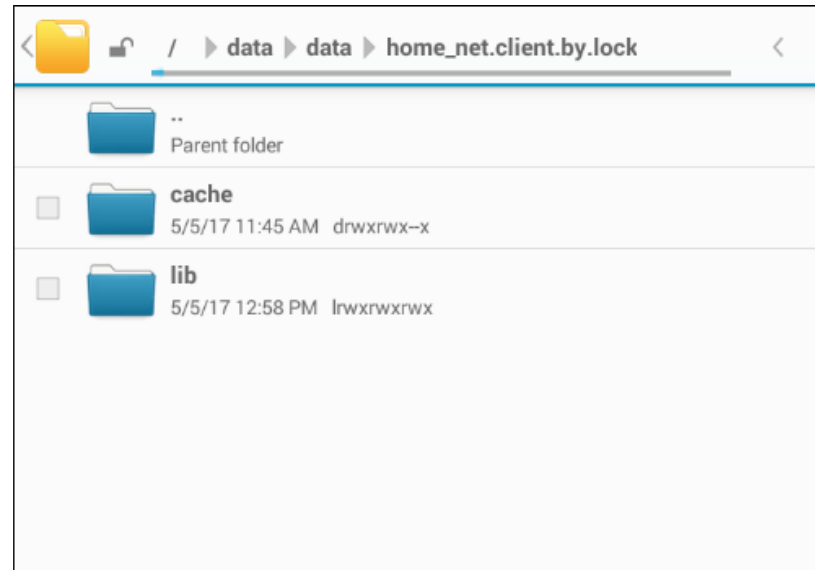 / data data home_net.client.by.lock
..
Parent folder
cache
5/5/17 11:45 AM drwxrwx--x
lib
5/5/17 12:58 PM lrwxrwxrwx